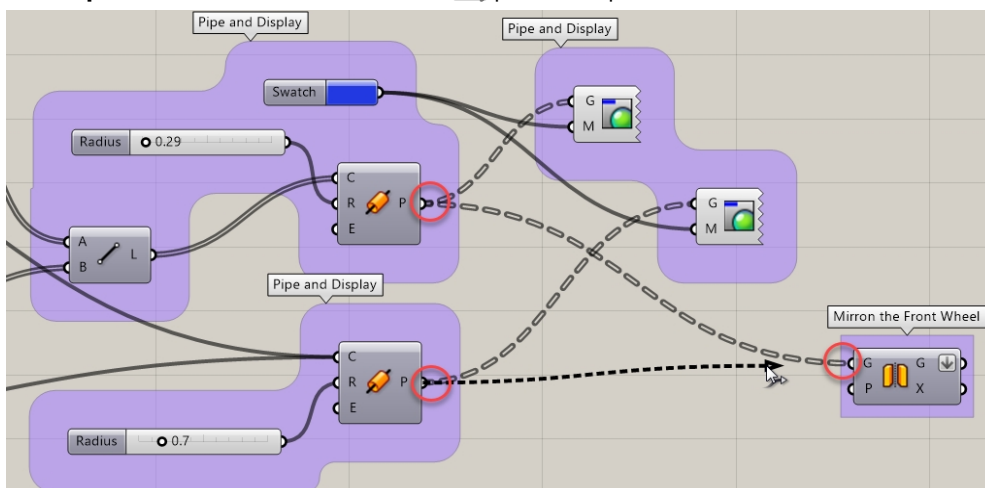 Pipe and Display
Pipe and Display
Swatch
G
M
Radius 0.29
C
R P
E
G
M
A
B
L
Pipe and Display
Mirron the Front Wheel
C
R P
E
G G
P X
Radius 0.7